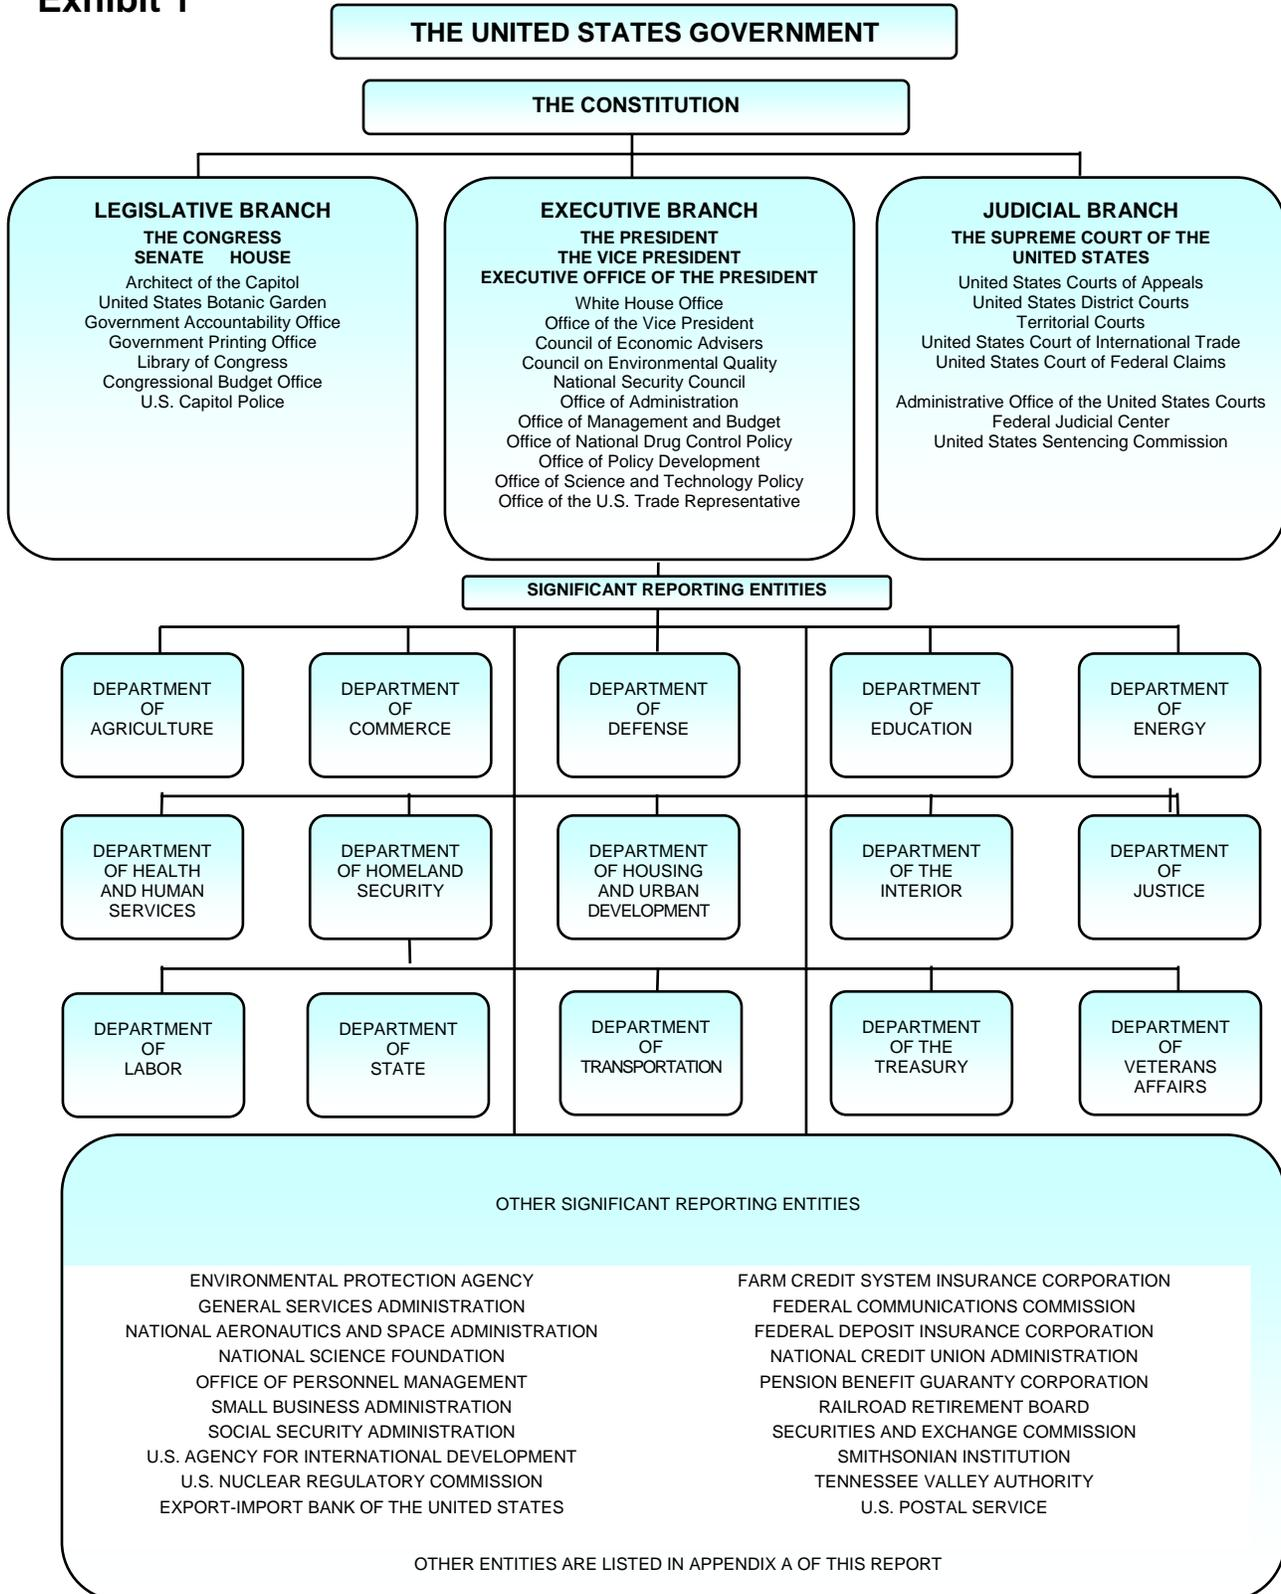 Exhibit 1
THE UNITED STATES GOVERNMENT
THE CONSTITUTION
LEGISLATIVE BRANCH
THE CONGRESS
SENATE HOUSE
Architect of the Capitol
United States Botanic Garden
Government Accountability Office
Government Printing Office
Library of Congress
Congressional Budget Office
U.S. Capitol Police
EXECUTIVE BRANCH
THE PRESIDENT
THE VICE PRESIDENT
EXECUTIVE OFFICE OF THE PRESIDENT
White House Office
Office of the Vice President
Council of Economic Advisers
Council on Environmental Quality
National Security Council
Office of Administration
Office of Management and Budget
Office of National Drug Control Policy
Office of Policy Development
Office of Science and Technology Policy
Office of the U.S. Trade Representative
JUDICIAL BRANCH
THE SUPREME COURT OF THE
UNITED STATES
United States Courts of Appeals
United States District Courts
Territorial Courts
United States Court of International Trade
United States Court of Federal Claims
Administrative Office of the United States Courts
Federal Judicial Center
United States Sentencing Commission
SIGNIFICANT REPORTING ENTITIES
DEPARTMENT
OF
AGRICULTURE
DEPARTMENT
OF
COMMERCE
DEPARTMENT
OF
DEFENSE
DEPARTMENT
OF
EDUCATION
DEPARTMENT
OF
ENERGY
DEPARTMENT
OF HEALTH
AND HUMAN
SERVICES
DEPARTMENT
OF HOMELAND
SECURITY
DEPARTMENT
OF HOUSING
AND URBAN
DEVELOPMENT
DEPARTMENT
OF THE
INTERIOR
DEPARTMENT
OF
JUSTICE
DEPARTMENT
OF
LABOR
DEPARTMENT
OF
STATE
DEPARTMENT
OF
TRANSPORTATION
DEPARTMENT
OF THE
TREASURY
DEPARTMENT
OF
VETERANS
AFFAIRS
OTHER SIGNIFICANT REPORTING ENTITIES
ENVIRONMENTAL PROTECTION AGENCY
GENERAL SERVICES ADMINISTRATION
NATIONAL AERONAUTICS AND SPACE ADMINISTRATION
NATIONAL SCIENCE FOUNDATION
OFFICE OF PERSONNEL MANAGEMENT
SMALL BUSINESS ADMINISTRATION
SOCIAL SECURITY ADMINISTRATION
U.S. AGENCY FOR INTERNATIONAL DEVELOPMENT
U.S. NUCLEAR REGULATORY COMMISSION
EXPORT-IMPORT BANK OF THE UNITED STATES
FARM CREDIT SYSTEM INSURANCE CORPORATION
FEDERAL COMMUNICATIONS COMMISSION
FEDERAL DEPOSIT INSURANCE CORPORATION
NATIONAL CREDIT UNION ADMINISTRATION
PENSION BENEFIT GUARANTY CORPORATION
RAILROAD RETIREMENT BOARD
SECURITIES AND EXCHANGE COMMISSION
SMITHSONIAN INSTITUTION
TENNESSEE VALLEY AUTHORITY
U.S. POSTAL SERVICE
OTHER ENTITIES ARE LISTED IN APPENDIX A OF THIS REPORT